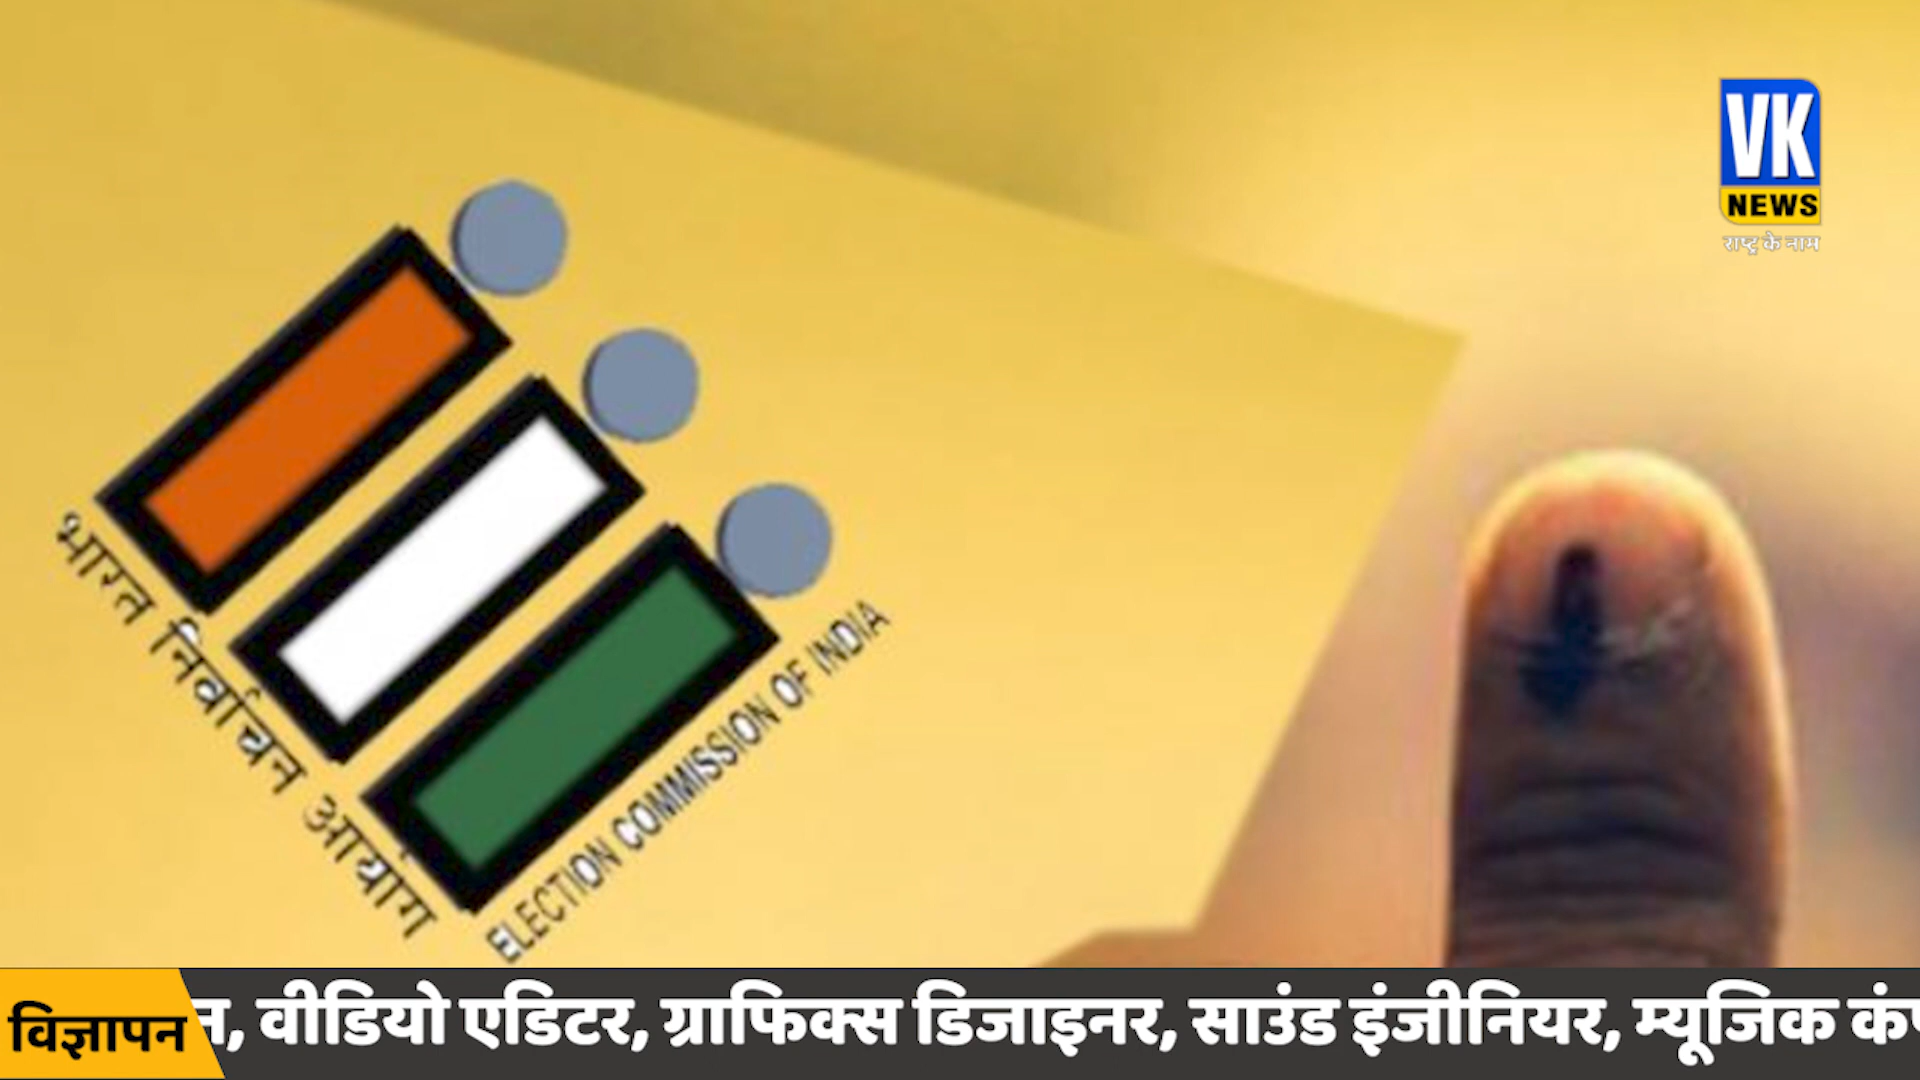 VK
NEWS
राष्ट्र के नाम
भारत निर्वाचन आयोग
ELECTION COMMISSION OF INDIA
विज्ञापन
वीडियो एडिटर, ग्राफिक्स डिजाइनर, साउंड इंजीनियर, म्यूजिक